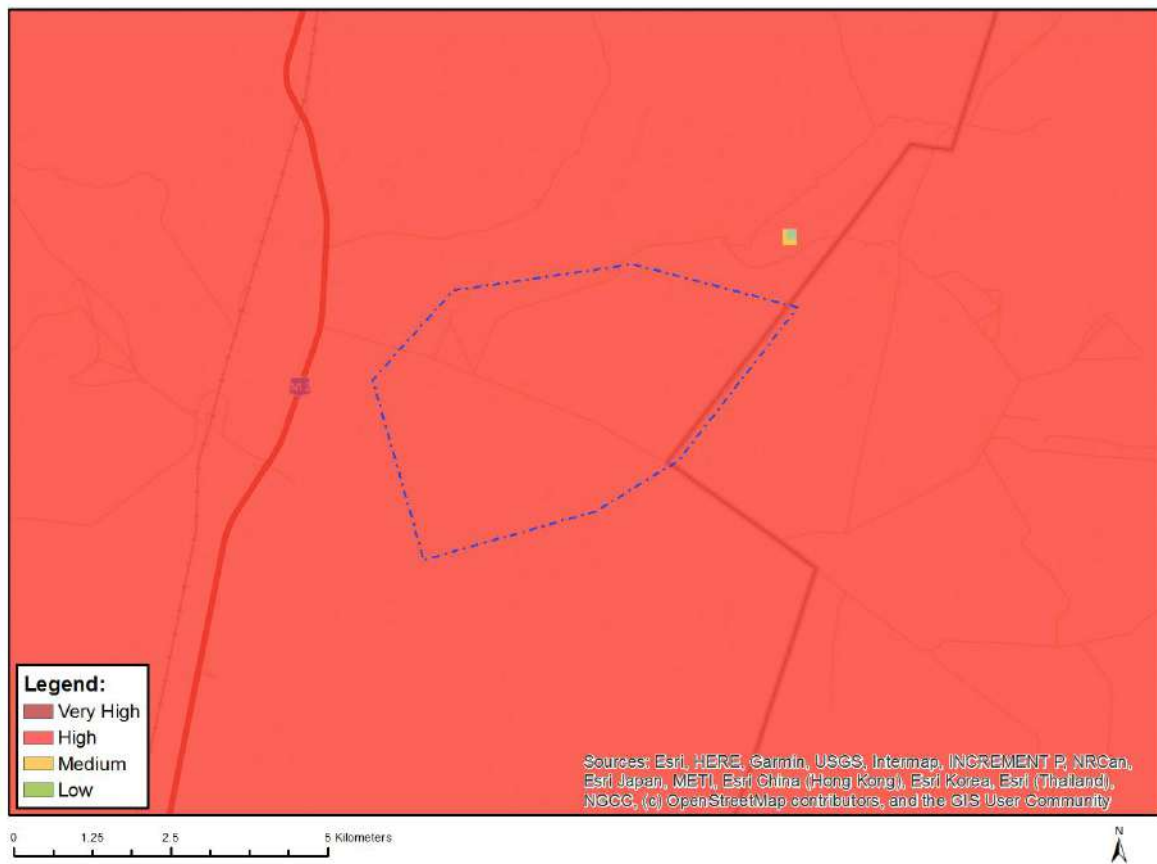 Legend:
Very High
High
Medium
Low
Sources: Esri, HERE, Garmin, USGS, Intermap, INCREMENT P, NRCan,
Esri Japan, METI, Esri China (Hong Kong), Esri Korea, Esri (Thailand),
NGCC, (c) OpenStreetMap contributors, and the GIS User Community
0 1.25 2.5 5 Kilometers
N